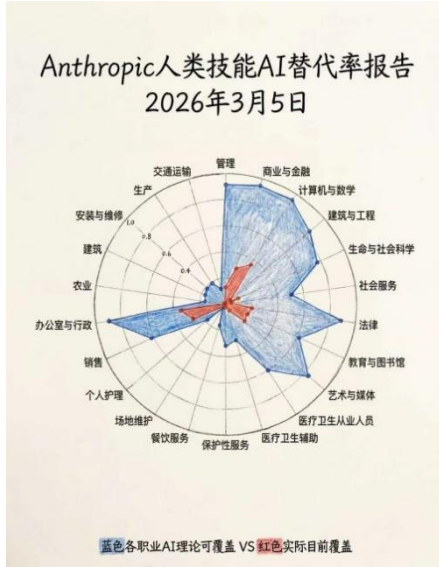 Anthropic人类技能AI替代率报告
2026年3月5日
管理
商业与金融
计算机与数学
建筑与工程
生命与社会科学
社会服务
法律
教育与图书馆
艺术与媒体
医疗卫生从业人员
医疗卫生辅助
保护性服务
餐饮服务
场地维护
个人护理
销售
办公室与行政
农业
建筑
安装与维修
生产
交通运输
1.0
0.8
0.6
0.4
蓝色各职业AI理论可覆盖 VS 红色实际目前覆盖